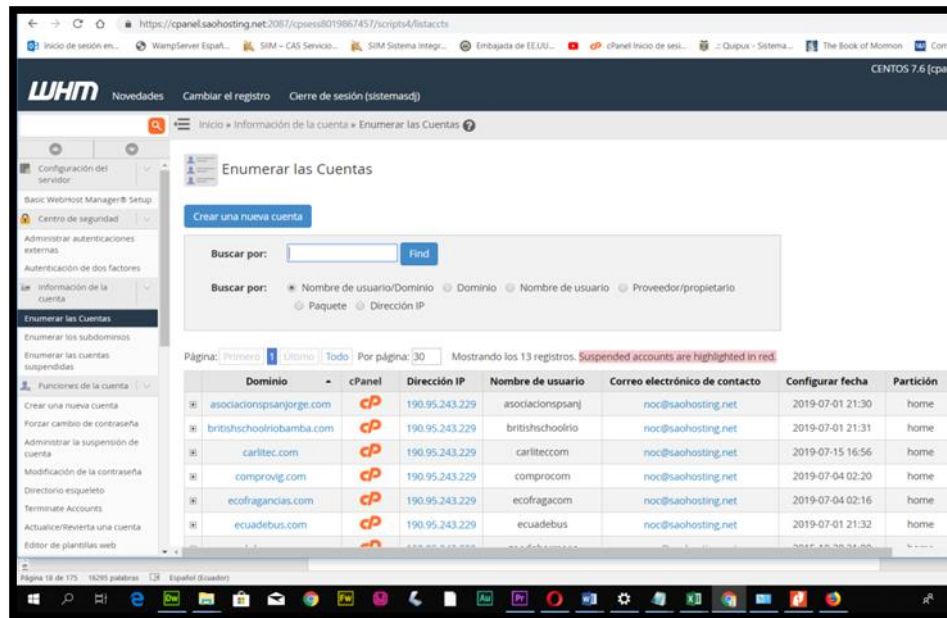 https://cpanel.saohosting.net:2087/cpsess8019867457/scripts4/listaccts
Inicio de sesión en...
WampServer Españ...
SIIM – CAS Servicio...
SIIM Sistema Integr...
Embajada de EE.UU...
cPanel Inicio de sesi...
.:: Quipux - Sistema...
The Book of Mormon
Com
CENTOS 7.6 [cpa
WHM
Novedades
Cambiar el registro
Cierre de sesión (sistemasdj)
Inicio » Información de la cuenta » Enumerar las Cuentas
Configuración del servidor
Basic WebHost Manager® Setup
Centro de seguridad
Administrar autenticaciones externas
Autenticación de dos factores
Información de la cuenta
Enumerar las Cuentas
Enumerar los subdominios
Enumerar las cuentas suspendidas
Funciones de la cuenta
Crear una nueva cuenta
Forzar cambio de contraseña
Administrar la suspensión de cuenta
Modificación de la contraseña
Directorio esqueleto
Terminate Accounts
Actualice/Revierta una cuenta
Editor de plantillas web
Enumerar las Cuentas
Crear una nueva cuenta
Buscar por:
Find
Buscar por: Nombre de usuario/Dominio Dominio Nombre de usuario Proveedor/propietario
Paquete Dirección IP
Página: Primero 1 Último Todo Por página: 30 Mostrando los 13 registros. Suspended accounts are highlighted in red.
Dominio cPanel Dirección IP Nombre de usuario Correo electrónico de contacto Configurar fecha Partición
asociacionpsanjorge.com cP 190.95.243.229 asociacionpsanj noc@saohosting.net 2019-07-01 21:30 home
britishschoolriobamba.com cP 190.95.243.229 britishschoolrio noc@saohosting.net 2019-07-01 21:31 home
carlitec.com cP 190.95.243.229 carliteccom noc@saohosting.net 2019-07-15 16:56 home
comprovig.com cP 190.95.243.229 comprocom noc@saohosting.net 2019-07-04 02:20 home
ecofragancias.com cP 190.95.243.229 ecofragacom noc@saohosting.net 2019-07-04 02:16 home
ecuadebus.com cP 190.95.243.229 ecuadebus noc@saohosting.net 2019-07-01 21:32 home
Página 18 de 175 16295 palabras Español (Ecuador)